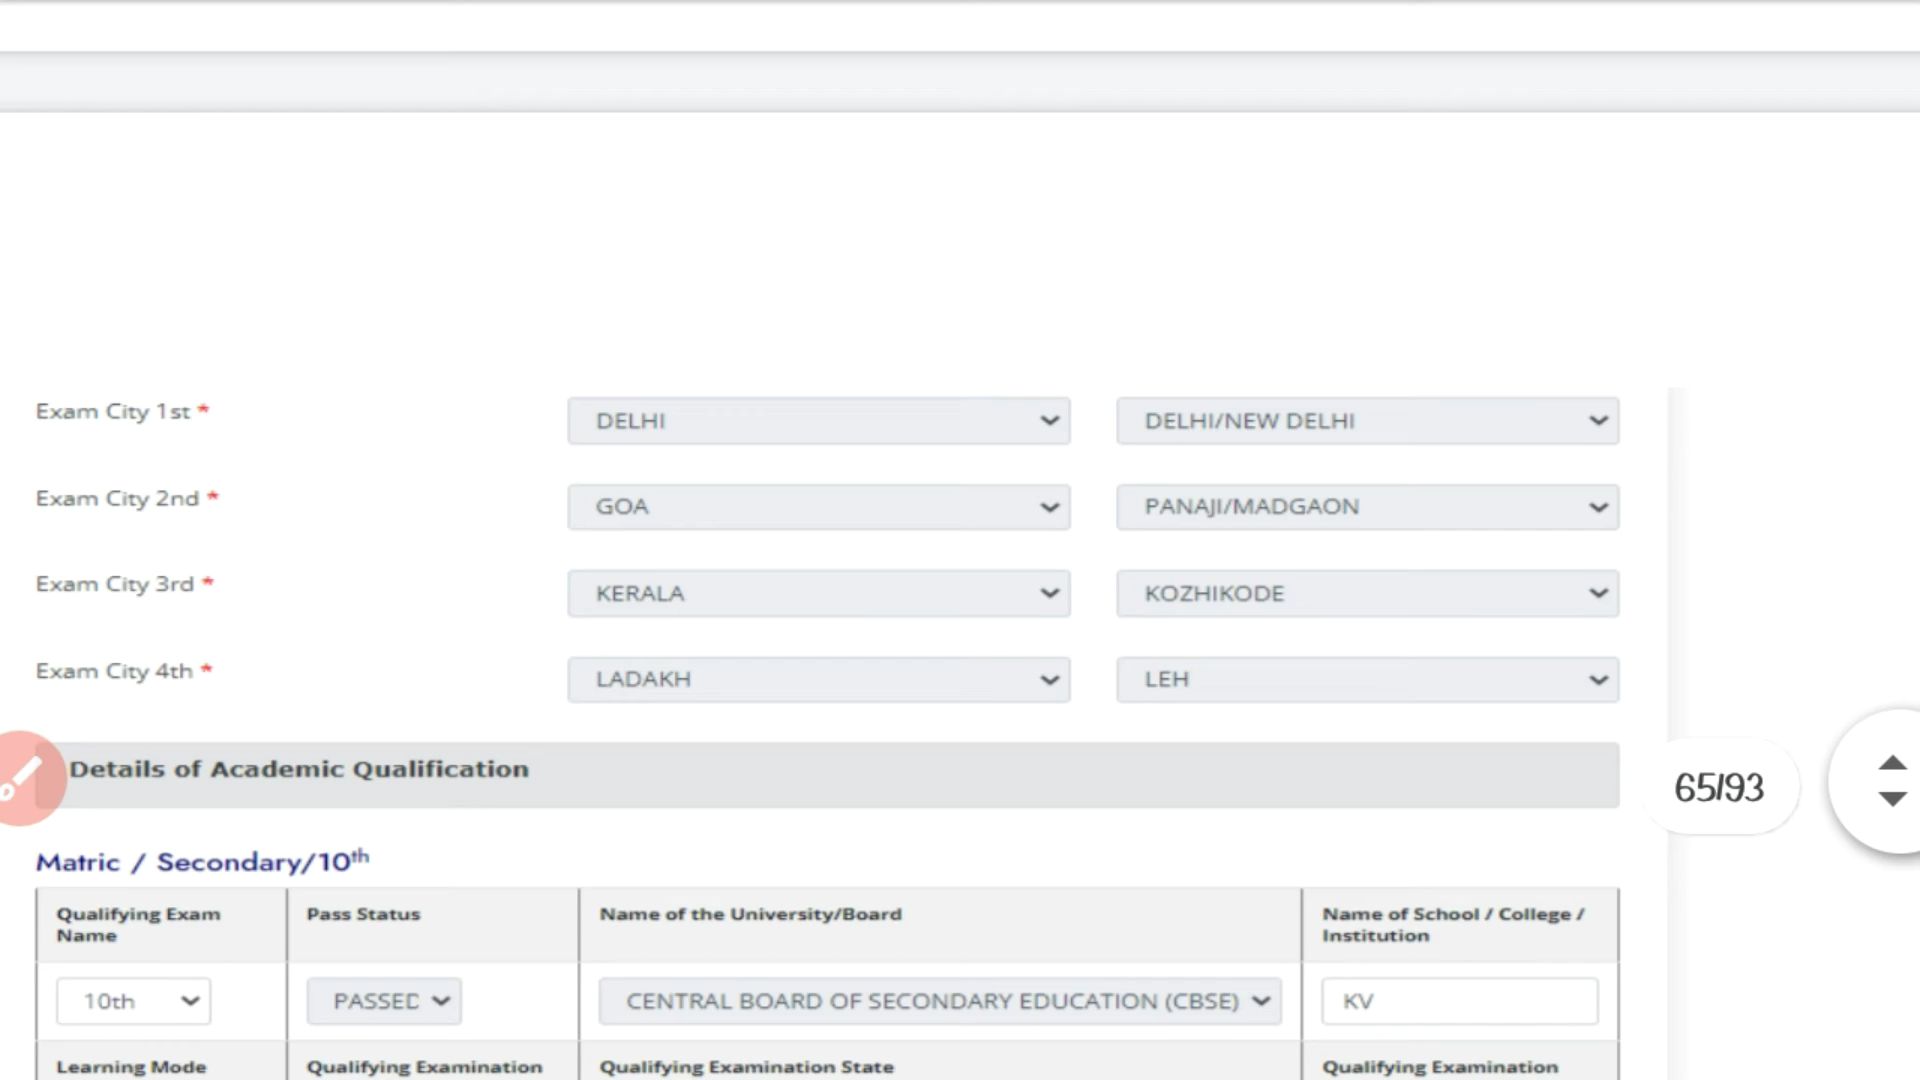 Exam City 1st * DELHI DELHI/NEW DELHI
Exam City 2nd * GOA PANAJI/MADGAON
Exam City 3rd * KERALA KOZHIKODE
Exam City 4th * LADAKH LEH
Details of Academic Qualification
65/93
Matric / Secondary/10th
Qualifying Exam Name Pass Status Name of the University/Board Name of School / College / Institution
10th PASSED CENTRAL BOARD OF SECONDARY EDUCATION (CBSE) KV
Learning Mode Qualifying Examination Qualifying Examination State Qualifying Examination